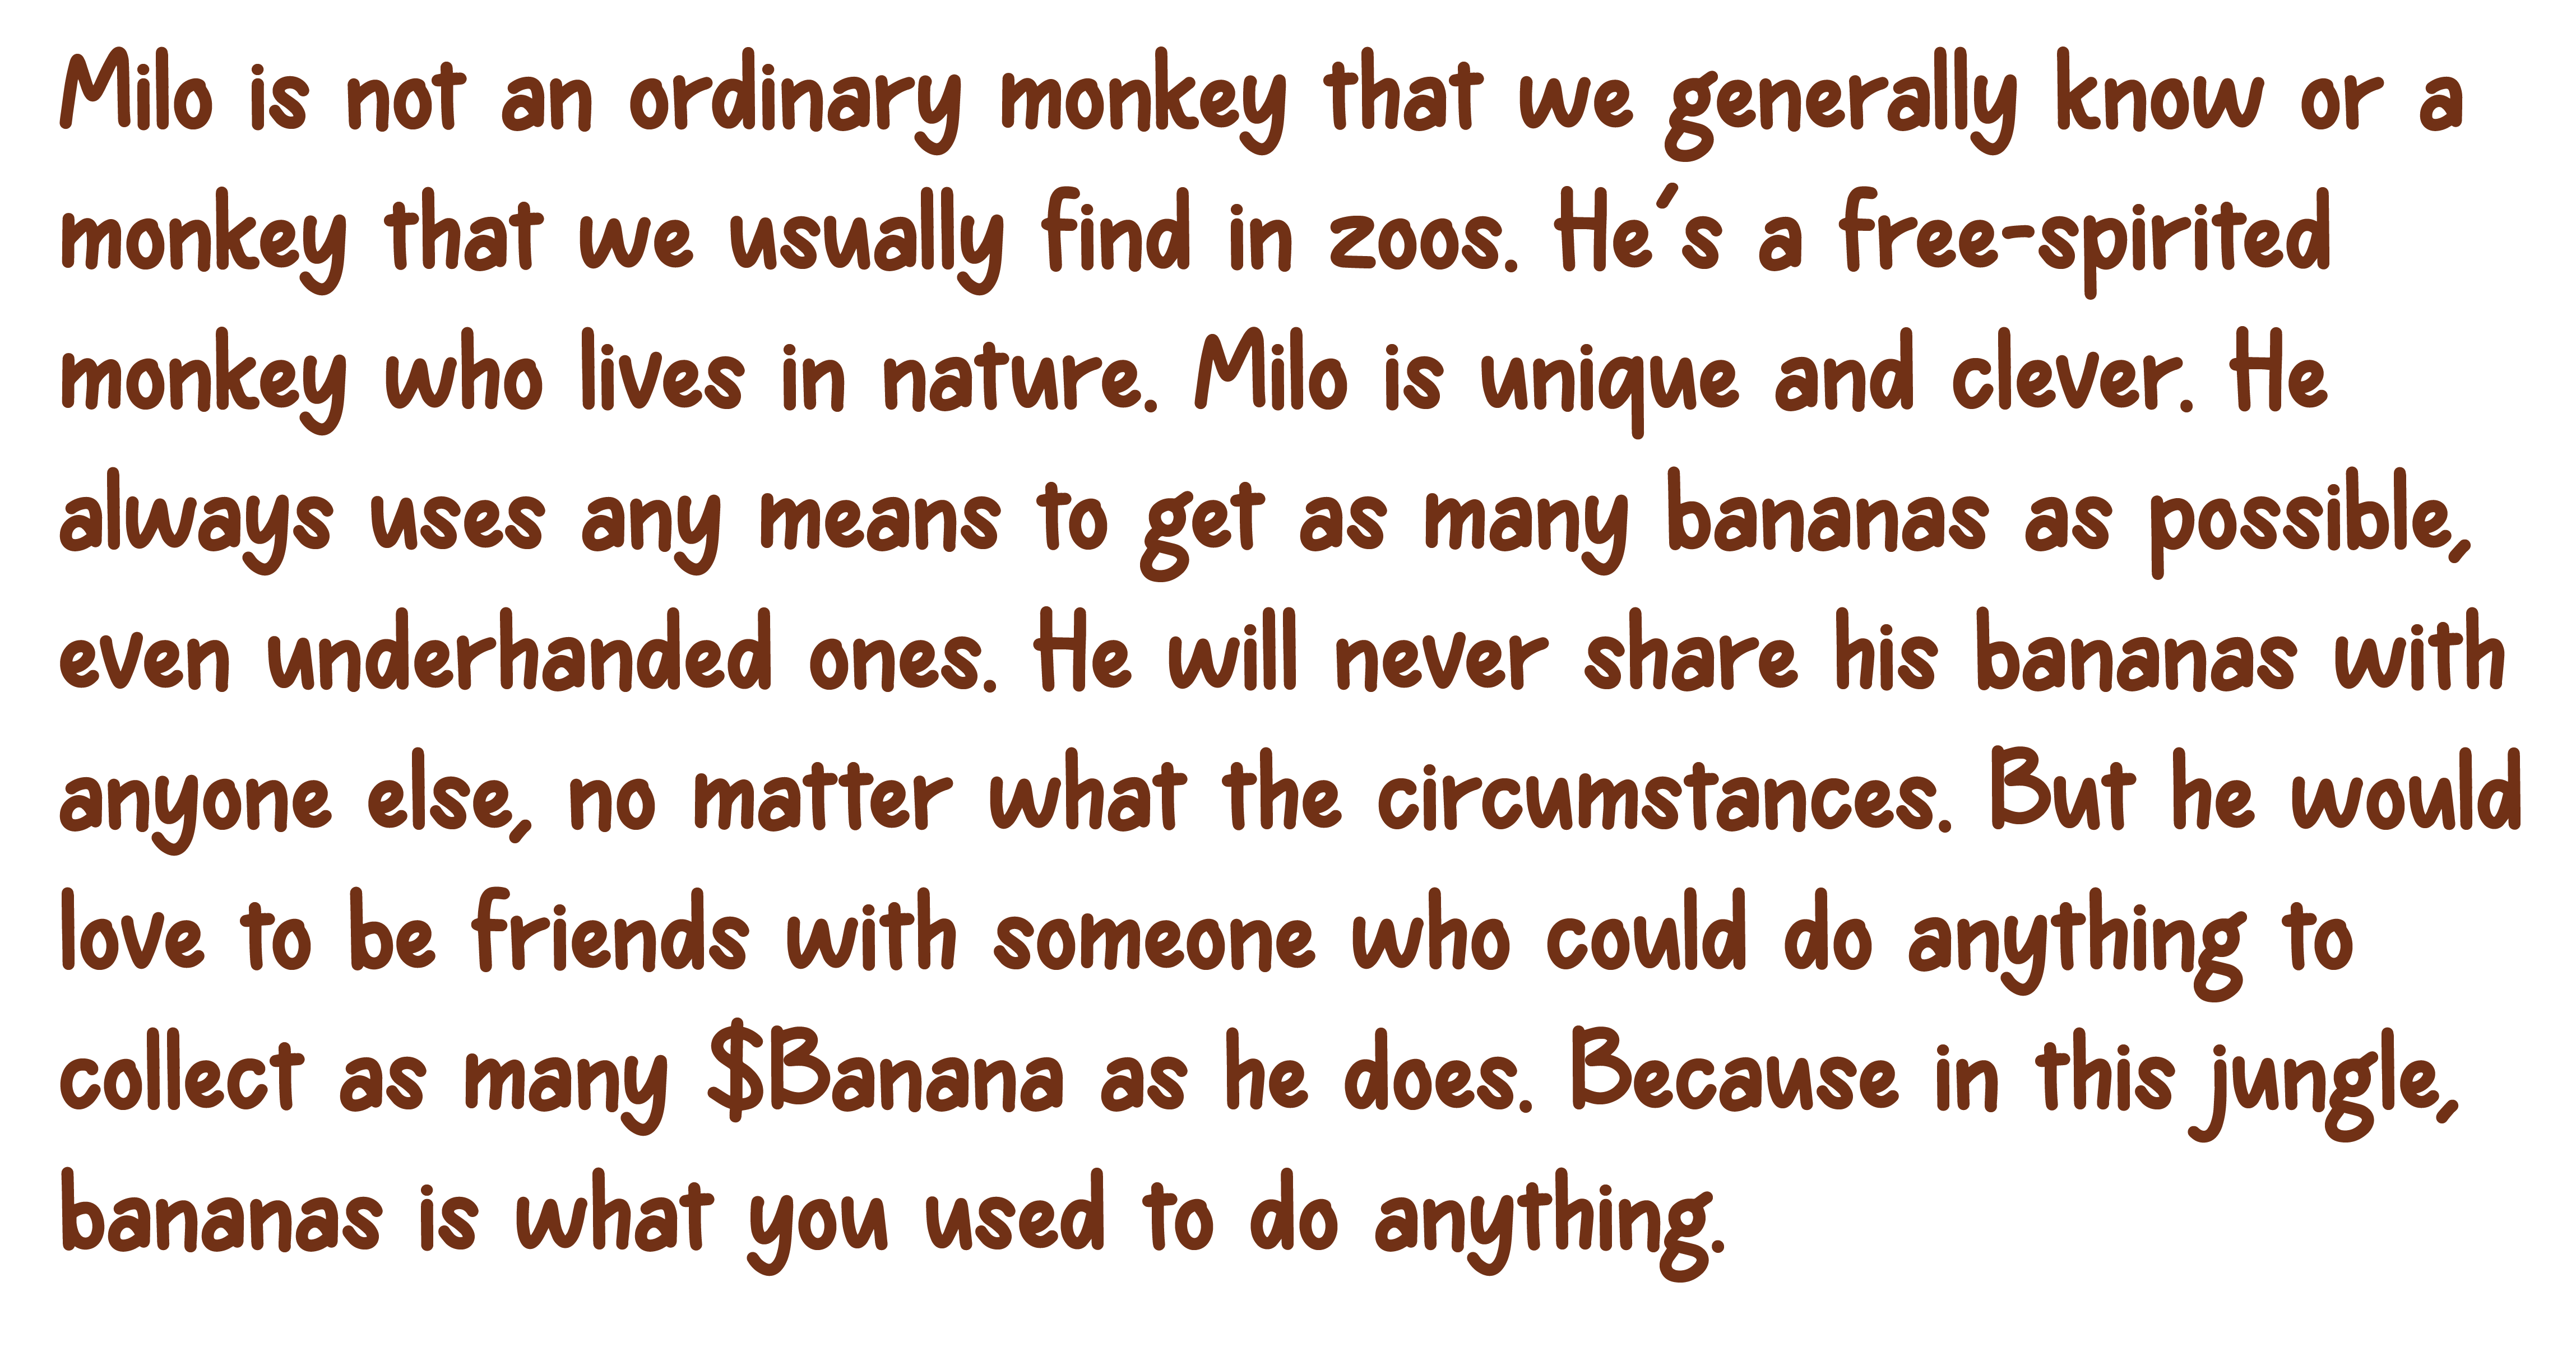 Milo is not an ordinary monkey that we generally know or a
monkey that we usually find in zoos. He's a free-spirited
monkey who lives in nature. Milo is unique and clever. He
always uses any means to get as many bananas as possible,
even underhanded ones. He will never share his bananas with
anyone else, no matter what the circumstances. But he would
love to be friends with someone who could do anything to
collect as many $Banana as he does. Because in this jungle,
bananas is what you used to do anything.